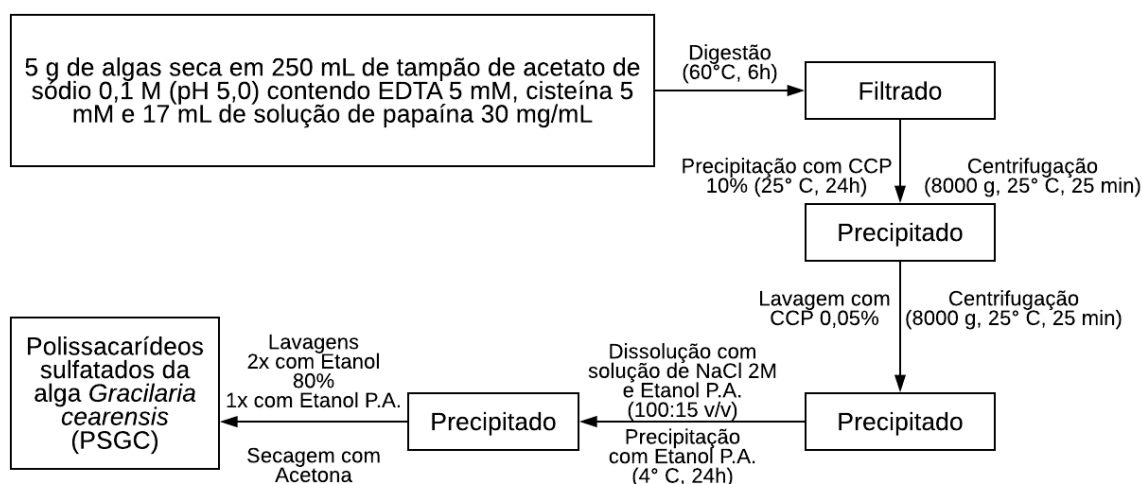 5 g de algas seca em 250 mL de tampão de acetato de
sódio 0,1 M (pH 5,0) contendo EDTA 5 mM, cisteína 5
mM e 17 mL de solução de papaína 30 mg/mL
Digestão
(60°C, 6h)
Filtrado
Precipitação com CCP
10% (25° C, 24h)
Centrifugação
(8000 g, 25° C, 25 min)
Precipitado
Lavagem com
CCP 0,05%
Centrifugação
(8000 g, 25° C, 25 min)
Precipitado
Dissolução com
solução de NaCl 2M
e Etanol P.A.
(100:15 v/v)
Precipitação
com Etanol P.A.
(4° C, 24h)
Precipitado
Lavagens
2x com Etanol
80%
1x com Etanol P.A.
Secagem com
Acetona
Polissacarídeos
sulfatados da
alga Gracilaria
cearensis
(PSGC)